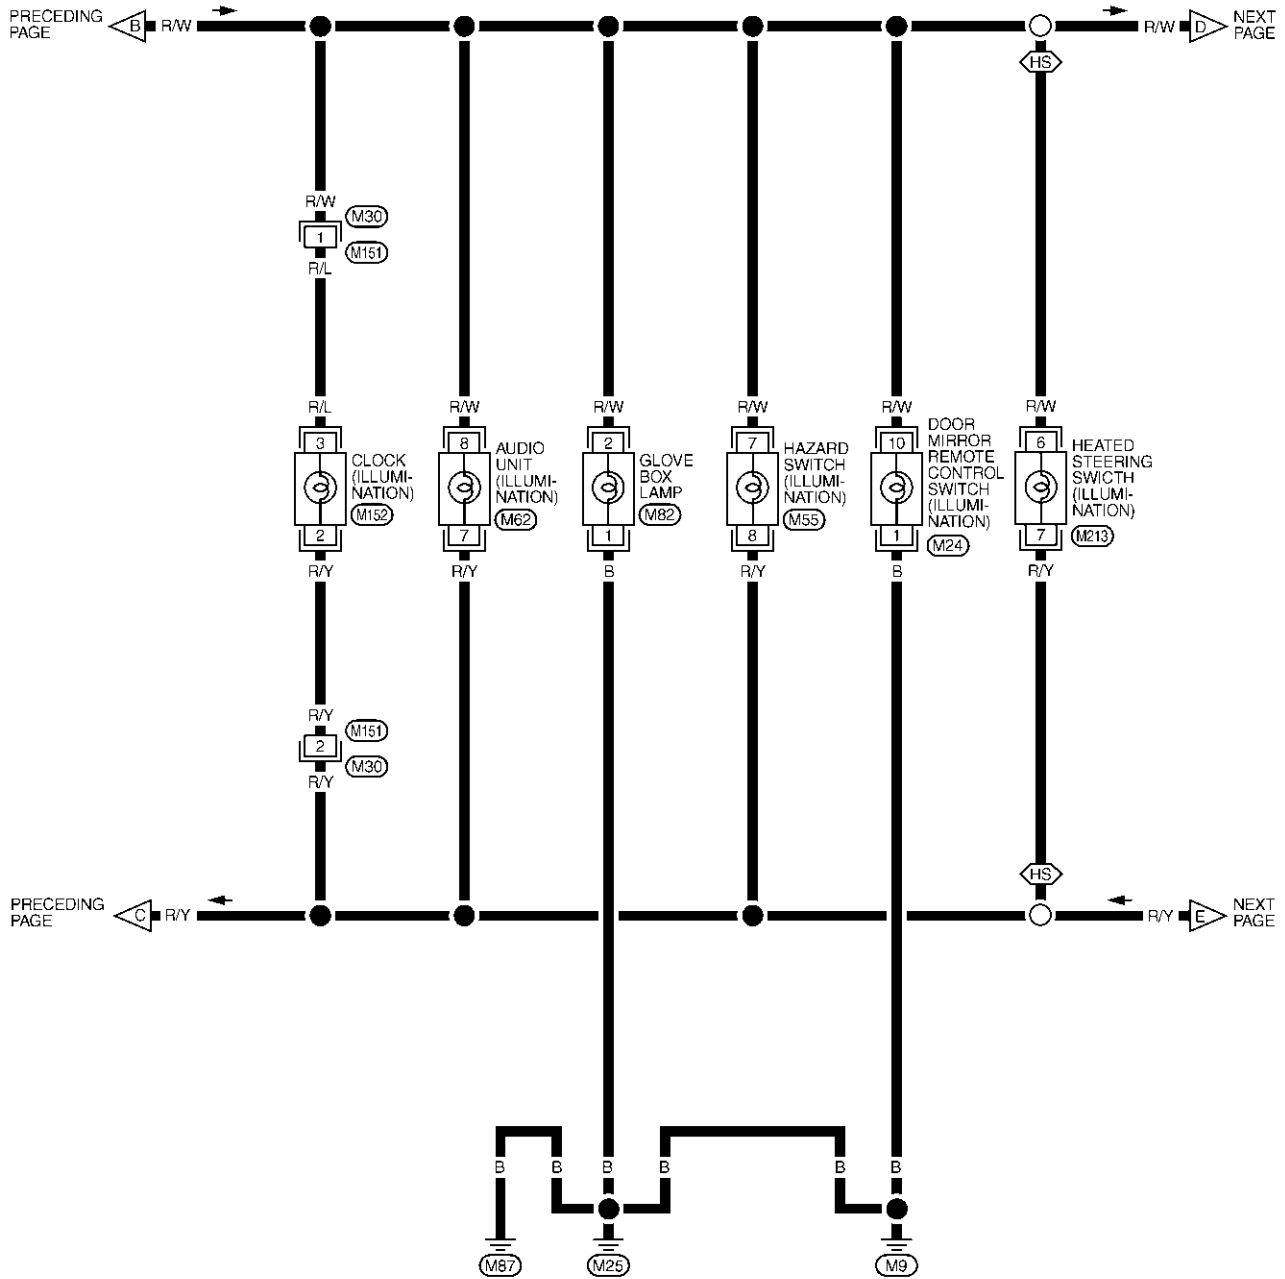 PRECEDING
PAGE
B
R/W
R/W
D
NEXT
PAGE
HS
R/W
M30
1
M151
R/L
R/L
R/W
R/W
R/W
R/W
R/W
3
CLOCK
(ILLUMI-
NATION)
M152
2
8
AUDIO
UNIT
(ILLUMI-
NATION)
M62
7
2
GLOVE
BOX
LAMP
M82
1
7
HAZARD
SWITCH
(ILLUMI-
NATION)
M55
8
10
DOOR
MIRROR
REMOTE
CONTROL
SWITCH
(ILLUMI-
NATION)
M24
1
6
HEATED
STEERING
SWICTH
(ILLUMI-
NATION)
M213
7
R/Y
R/Y
B
R/Y
B
R/Y
R/Y
M151
2
M30
R/Y
HS
PRECEDING
PAGE
C
R/Y
R/Y
E
NEXT
PAGE
B
B
B
B
B
B
M87
M25
M9